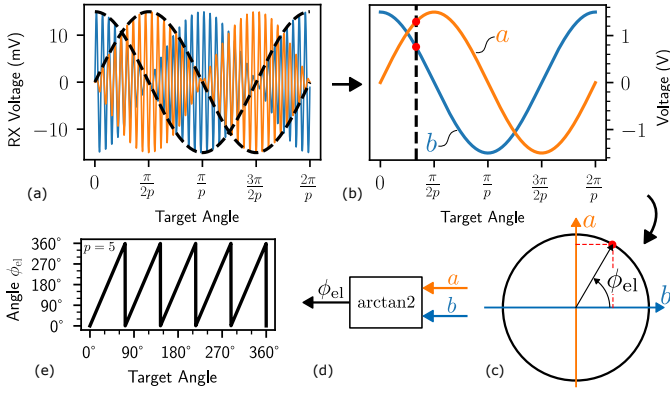 RX Voltage (mV)
10
0
−10
0
π/2p
π/p
3π/2p
2π/p
(a)
Target Angle
a
b
1
0
−1
Voltage (V)
0
π/2p
π/p
3π/2p
2π/p
(b)
Target Angle
p = 5
Angle ϕel
360°
270°
180°
90°
0°
0°
90°
180°
270°
360°
(e)
Target Angle
ϕel
arctan2
a
b
(d)
a
ϕel
b
(c)